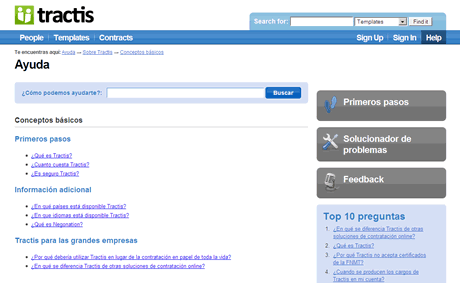 tractis
Search for: Templates Find it
People Templates Contracts Sign Up Sign In Help
Te encuentras aquí: Ayuda → Sobre Tractis → Conceptos básicos
Ayuda
¿Cómo podemos ayudarte?: Buscar
Conceptos básicos
Primeros pasos
¿Qué es Tractis?
¿Cuanto cuesta Tractis?
¿Es seguro Tractis?
Información adicional
¿En qué países está disponible Tractis?
¿En que idiomas está disponible Tractis?
¿Qué es Negonation?
Tractis para las grandes empresas
¿Por qué debería utilizar Tractis en lugar de la contratación en papel de toda la vida?
¿En qué se diferencia Tractis de otras soluciones de contratación online?
Primeros pasos
Solucionador de
problemas
Feedback
Top 10 preguntas
1. ¿En qué se diferencia Tractis de otras
soluciones de contratación online?
2. ¿Qué es Tractis?
3. ¿Por qué Tractis no acepta certificados
de la FNMT?
4. ¿Cuando se producen los cargos de
Tractis en mi cuenta?